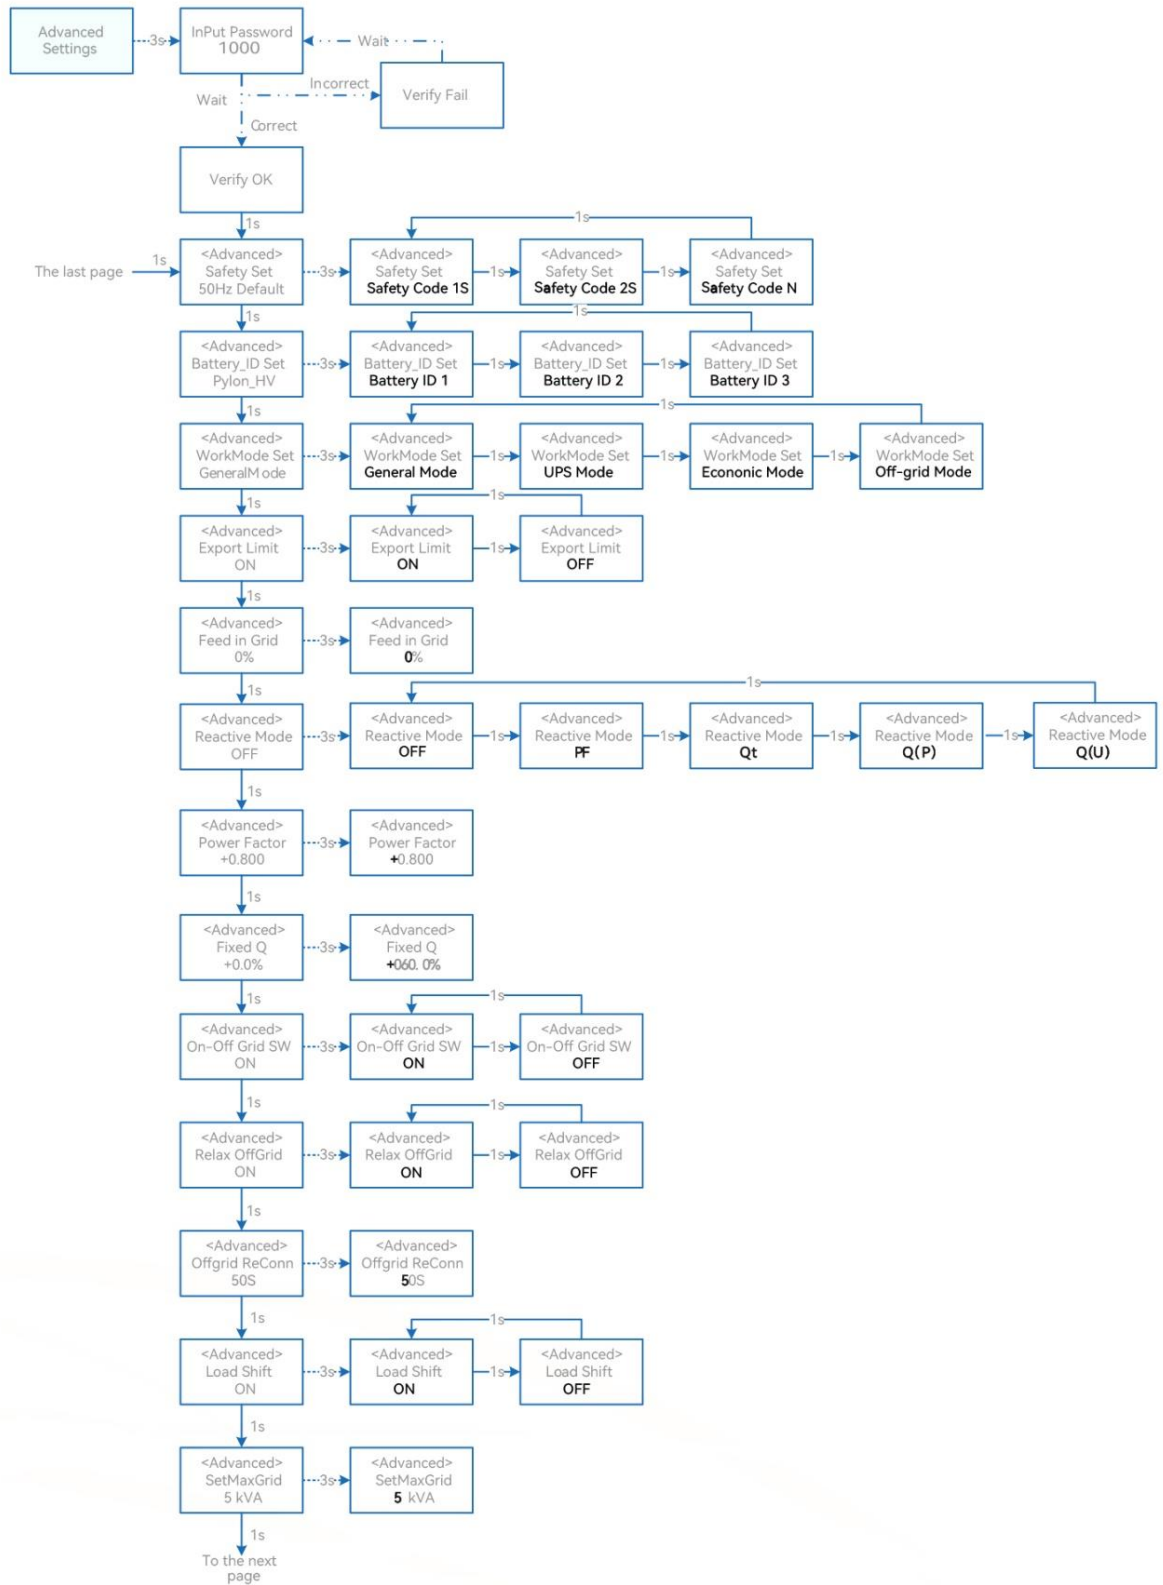 Advanced
Settings
3s
InPut Password
1000
Wait
Verify Fail
Incorrect
Wait
Correct
Verify OK
1s
The last page
1s
<Advanced>
Safety Set
50Hz Default
3s
<Advanced>
Safety Set
Safety Code 1S
1s
<Advanced>
Safety Set
Safety Code 2S
1s
<Advanced>
Safety Set
Safety Code N
1s
1s
<Advanced>
Battery_ID Set
Pylon_HV
3s
<Advanced>
Battery_ID Set
Battery ID 1
1s
<Advanced>
Battery_ID Set
Battery ID 2
1s
<Advanced>
Battery_ID Set
Battery ID 3
1s
1s
<Advanced>
WorkMode Set
GeneralMode
3s
<Advanced>
WorkMode Set
General Mode
1s
<Advanced>
WorkMode Set
UPS Mode
1s
<Advanced>
WorkMode Set
Econonic Mode
1s
<Advanced>
WorkMode Set
Off-grid Mode
1s
1s
<Advanced>
Export Limit
ON
3s
<Advanced>
Export Limit
ON
1s
<Advanced>
Export Limit
OFF
1s
1s
<Advanced>
Feed in Grid
0%
3s
<Advanced>
Feed in Grid
0%
1s
<Advanced>
Reactive Mode
OFF
3s
<Advanced>
Reactive Mode
OFF
1s
<Advanced>
Reactive Mode
PF
1s
<Advanced>
Reactive Mode
Qt
1s
<Advanced>
Reactive Mode
Q(P)
1s
<Advanced>
Reactive Mode
Q(U)
1s
1s
<Advanced>
Power Factor
+0.800
3s
<Advanced>
Power Factor
+0.800
1s
<Advanced>
Fixed Q
+0.0%
3s
<Advanced>
Fixed Q
+060. 0%
1s
<Advanced>
On-Off Grid SW
ON
3s
<Advanced>
On-Off Grid SW
ON
1s
<Advanced>
On-Off Grid SW
OFF
1s
1s
<Advanced>
Relax OffGrid
ON
3s
<Advanced>
Relax OffGrid
ON
1s
<Advanced>
Relax OffGrid
OFF
1s
1s
<Advanced>
Offgrid ReConn
50S
3s
<Advanced>
Offgrid ReConn
50S
1s
<Advanced>
Load Shift
ON
3s
<Advanced>
Load Shift
ON
1s
<Advanced>
Load Shift
OFF
1s
1s
<Advanced>
SetMaxGrid
5 kVA
3s
<Advanced>
SetMaxGrid
5 kVA
1s
To the next
page